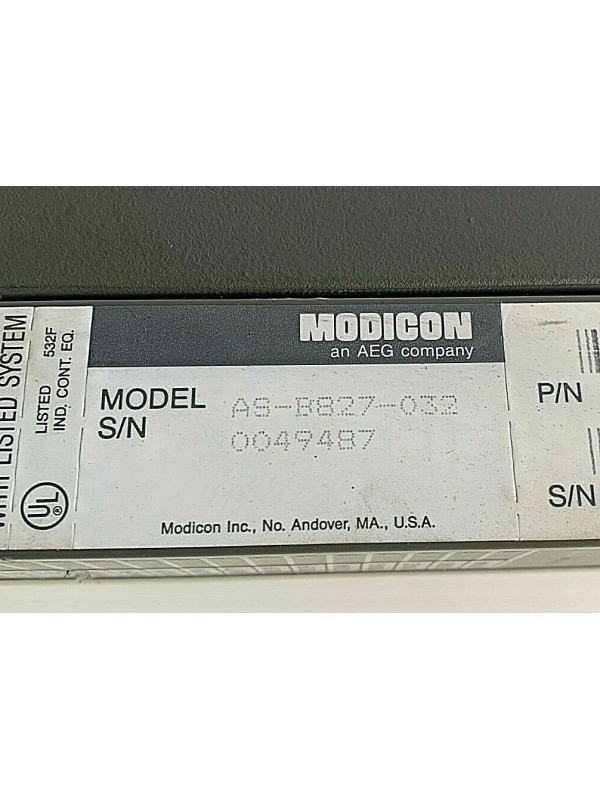 MODICON
an AEG company
MODEL AS-B827-032
S/N 0049487
Modicon Inc., No. Andover, MA., U.S.A.
LISTED SYSTEM
LISTED 532F
IND. CONT. EQ.
UL
P/N
S/N